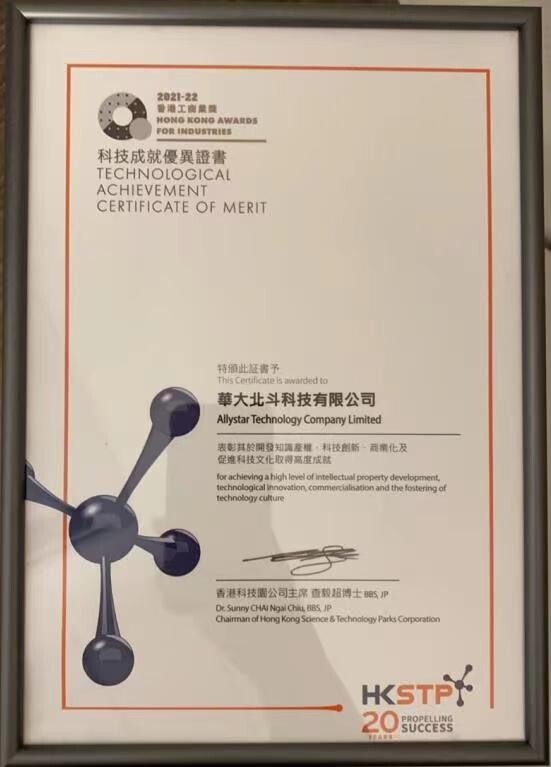 2021-22
香港工商業獎
HONG KONG AWARDS
FOR INDUSTRIES
科技成就優異證書
TECHNOLOGICAL
ACHIEVEMENT
CERTIFICATE OF MERIT
特頒此証書予
This Certificate is awarded to
華大北斗科技有限公司
Allystar Technology Company Limited
表彰其於開發知識產權、科技創新、商業化及
促進科技文化取得高度成就
for achieving a high level of intellectual property development,
technological innovation, commercialisation and the fostering of
technology culture
香港科技園公司主席 查毅超博士 BBS, JP
Dr. Sunny CHAI Ngai Chiu, BBS, JP
Chairman of Hong Kong Science & Technology Parks Corporation
HKSTP
20 YEARS PROPELLING
SUCCESS